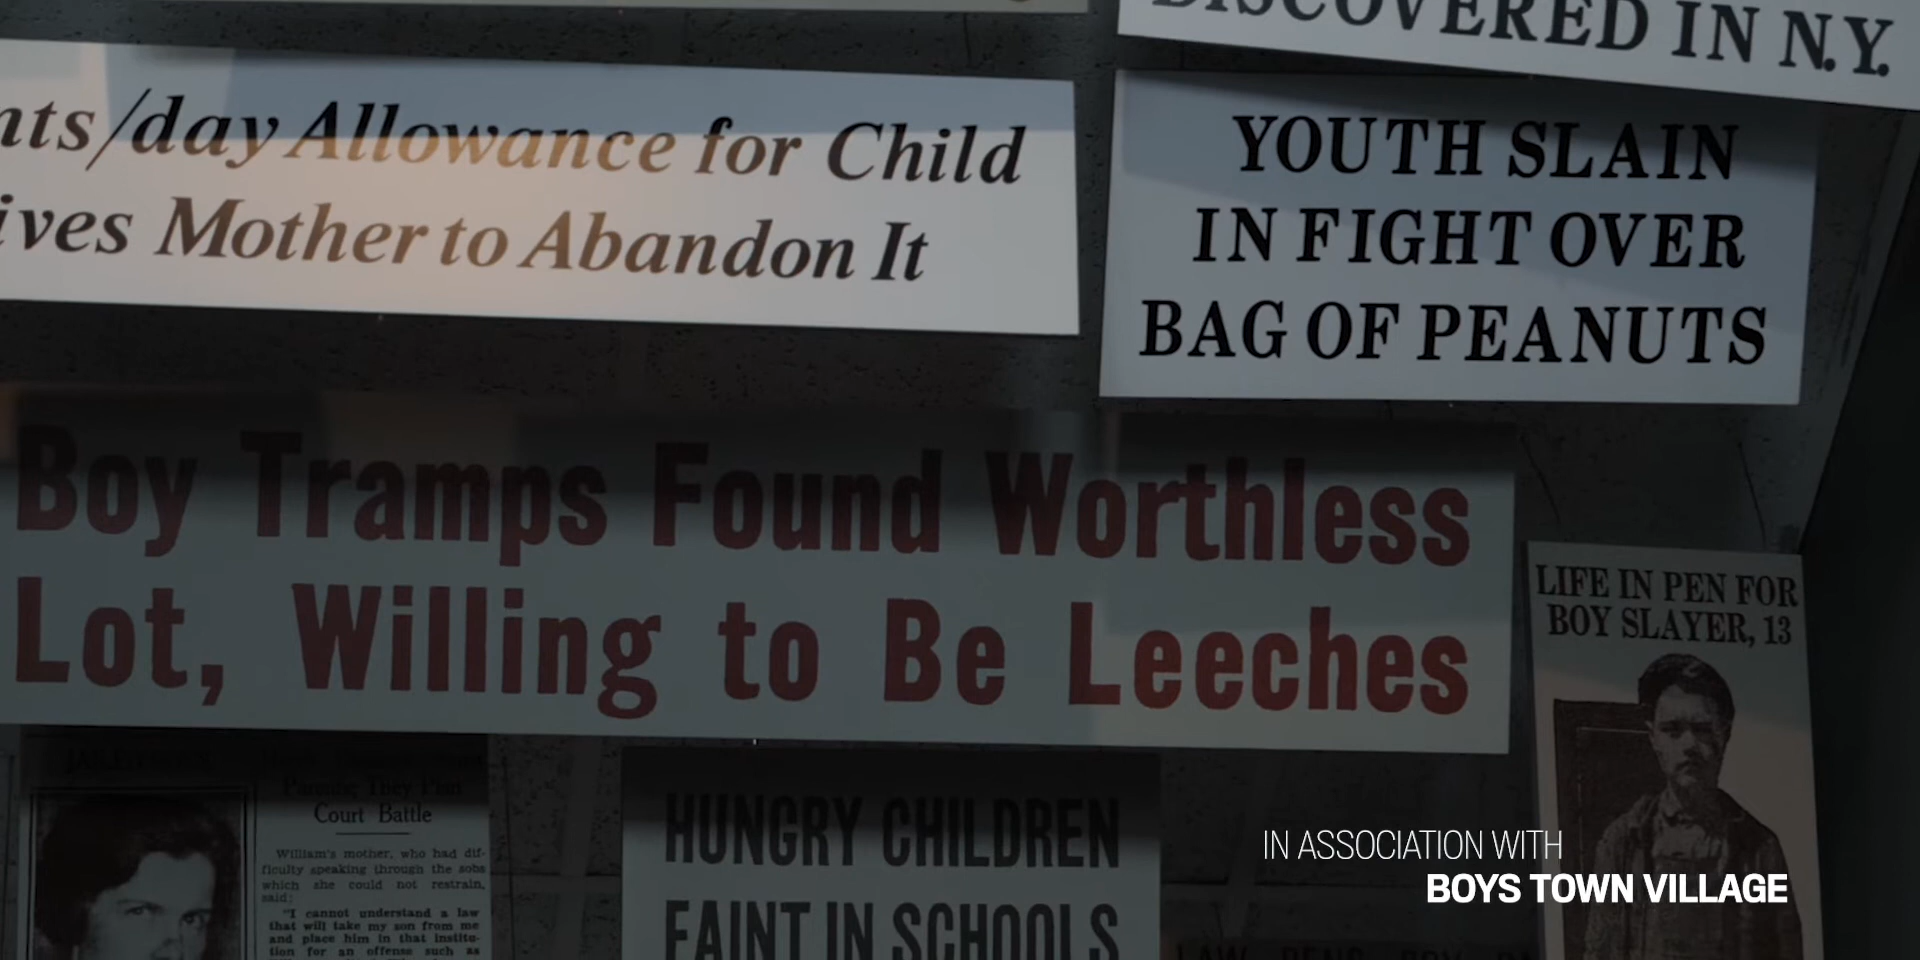 DISCOVERED IN N.Y.
nts/day Allowance for Child
ives Mother to Abandon It
YOUTH SLAIN
IN FIGHT OVER
BAG OF PEANUTS
Boy Tramps Found Worthless
Lot, Willing to Be Leeches
LIFE IN PEN FOR
BOY SLAYER, 13
Court Battle
William's mother, who had dif-
ficulty speaking through the sobs
which she could not restrain,
said:
"I cannot understand a law
that will take my son from me
and place him in that institu-
tion for an offense such as
HUNGRY CHILDREN
FAINT IN SCHOOLS
IN ASSOCIATION WITH
BOYS TOWN VILLAGE